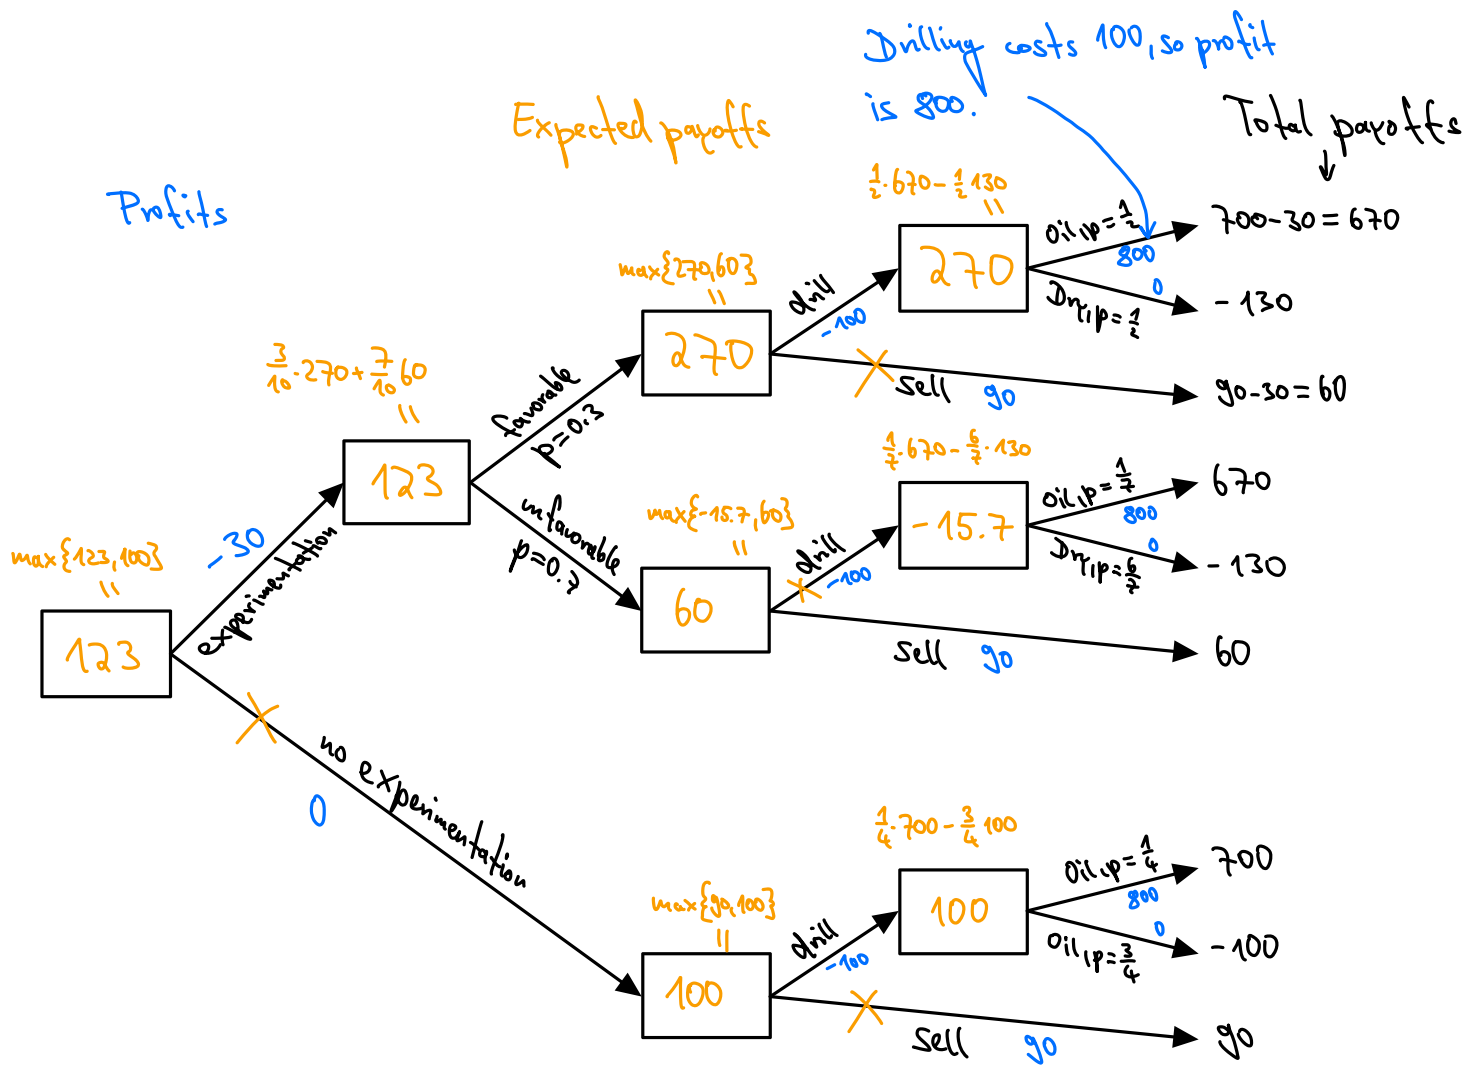 Drilling costs 100, so profit
is 800.
Expected payoffs
Total payoffs
Profits
1/2·670 - 1/2 130
=
270
Oil, p = 1/2
800
700-30 = 670
0
Dry, p = 1/2
-130
max{270,60}
=
270
drill
-100
sell
90
90-30 = 60
3/10·270 + 7/10 60
=
123
favorable
p=0.3
unfavorable
p=0.7
1/7·670 - 6/7·130
-15.7
Oil, p = 1/7
800
670
0
Dry, p = 6/7
-130
max{-15.7,60}
=
60
drill
-100
sell
90
60
max{123,100}
=
123
-30
experimentation
no experimentation
0
1/4·700 - 3/4 100
100
Oil, p = 1/4
800
700
0
Oil, p = 3/4
-100
max{90,100}
=
100
drill
-100
sell
90
90